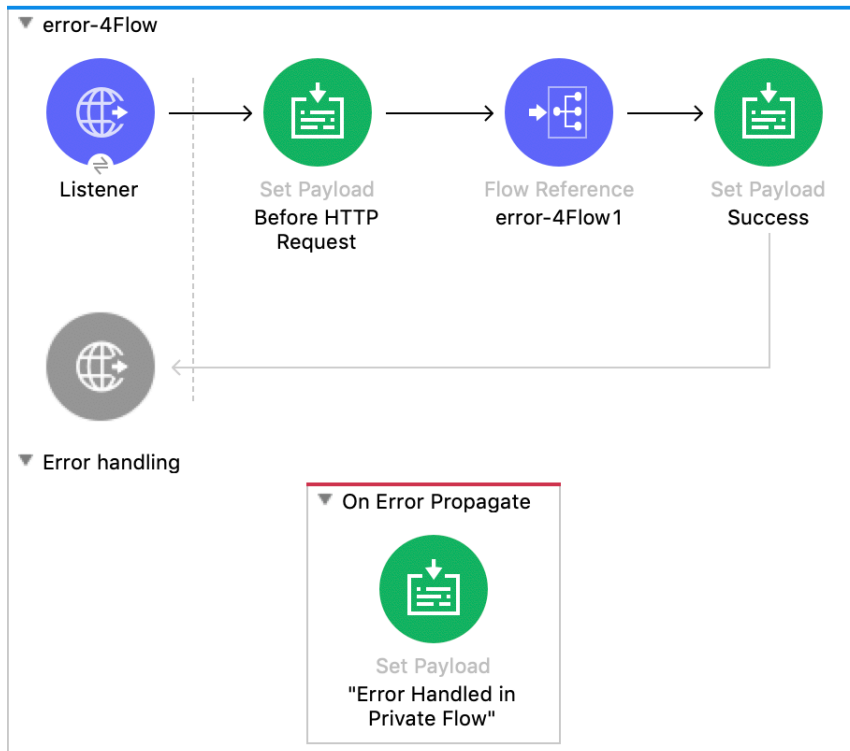 error-4Flow
Listener
Set Payload
Before HTTP
Request
Flow Reference
error-4Flow1
Set Payload
Success
Error handling
On Error Propagate
Set Payload
"Error Handled in
Private Flow"